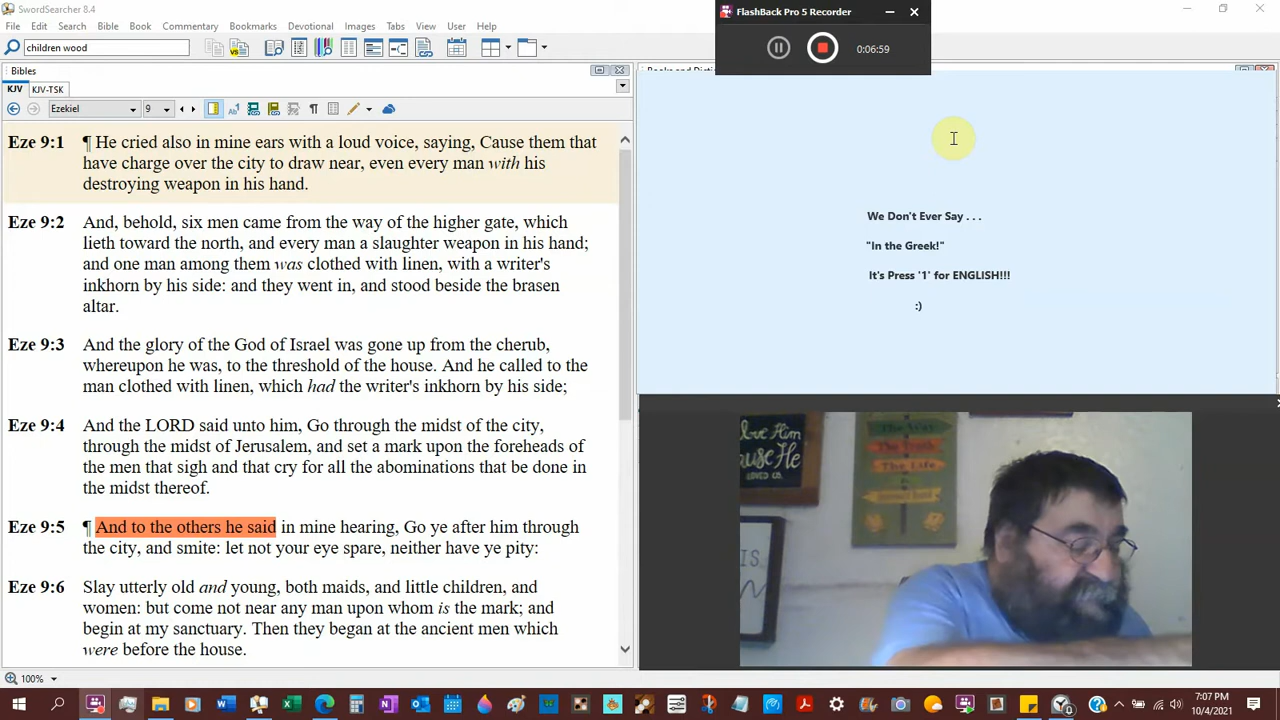 SwordSearcher 8.4
FlashBack Pro 5 Recorder
0:06:59
File Edit Search Bible Book Commentary Bookmarks Devotional Images Tabs View User Help
children wood
Bibles
KJV KJV-TSK
Ezekiel 9
Eze 9:1 ¶ He cried also in mine ears with a loud voice, saying, Cause them that
have charge over the city to draw near, even every man with his
destroying weapon in his hand.
Eze 9:2 And, behold, six men came from the way of the higher gate, which
lieth toward the north, and every man a slaughter weapon in his hand;
and one man among them was clothed with linen, with a writer's
inkhorn by his side: and they went in, and stood beside the brasen
altar.
Eze 9:3 And the glory of the God of Israel was gone up from the cherub,
whereupon he was, to the threshold of the house. And he called to the
man clothed with linen, which had the writer's inkhorn by his side;
Eze 9:4 And the LORD said unto him, Go through the midst of the city,
through the midst of Jerusalem, and set a mark upon the foreheads of
the men that sigh and that cry for all the abominations that be done in
the midst thereof.
Eze 9:5 ¶ And to the others he said in mine hearing, Go ye after him through
the city, and smite: let not your eye spare, neither have ye pity:
Eze 9:6 Slay utterly old and young, both maids, and little children, and
women: but come not near any man upon whom is the mark; and
begin at my sanctuary. Then they began at the ancient men which
were before the house.
100%
We Don't Ever Say . . .
"In the Greek!"
It's Press '1' for ENGLISH!!!
:)
love Him
cause He
LOVED US.
The Way
The Truth
The Life
IS
7:07 PM
10/4/2021